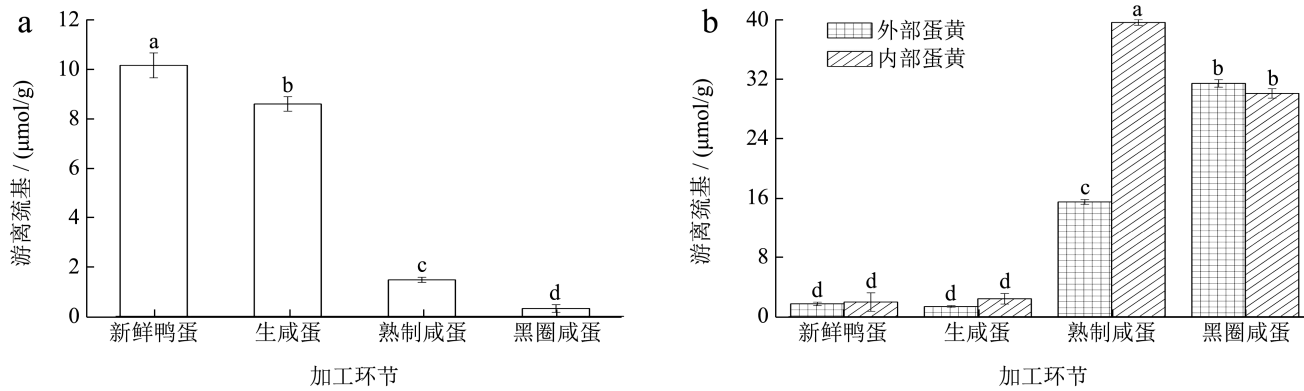 a
12
10
8
6
4
2
0
游离巯基 / (μmol/g)
a
b
c
d
新鲜鸭蛋 生咸蛋 熟制咸蛋 黑圈咸蛋
加工环节
b
40
32
24
16
8
0
游离巯基 / (μmol/g)
外部蛋黄
内部蛋黄
d d d d c a b b
新鲜鸭蛋 生咸蛋 熟制咸蛋 黑圈咸蛋
加工环节